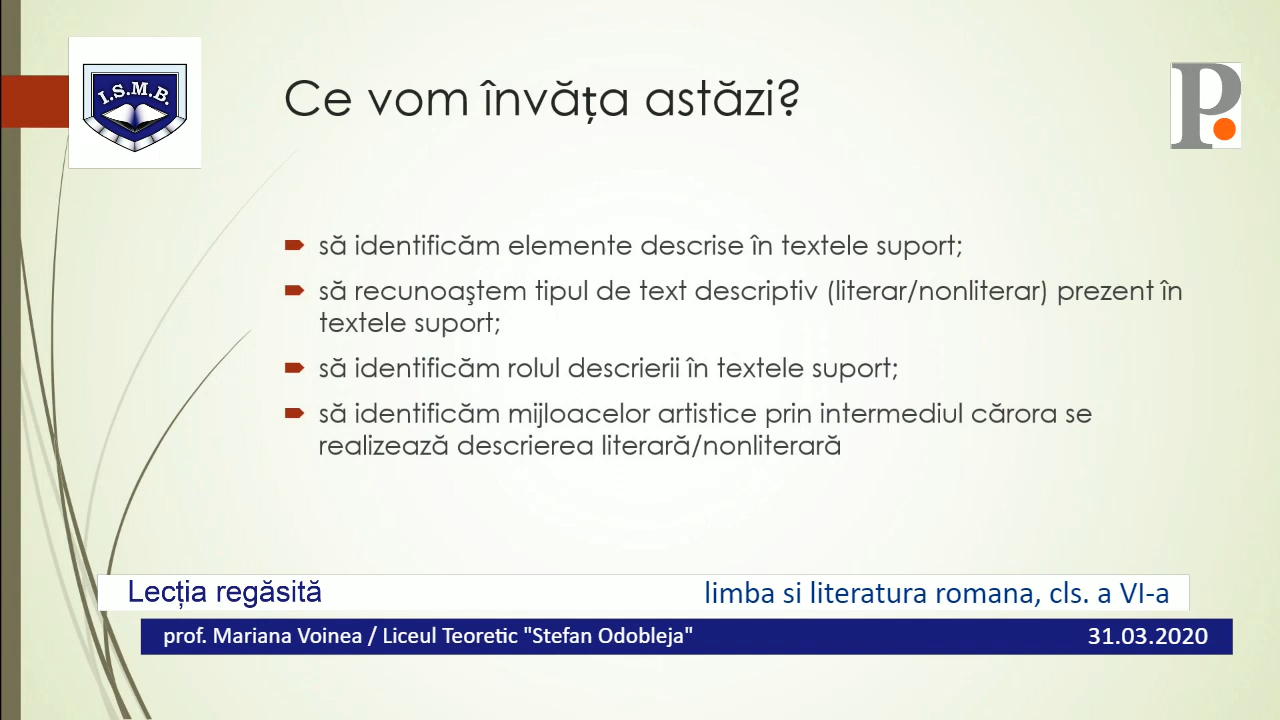 I.S.M.B.
Ce vom învăța astăzi?
P.
să identificăm elemente descrise în textele suport;
să recunoaştem tipul de text descriptiv (literar/nonliterar) prezent în
textele suport;
să identificăm rolul descrierii în textele suport;
să identificăm mijloacelor artistice prin intermediul cărora se
realizează descrierea literară/nonliterară
Lecția regăsită
limba si literatura romana, cls. a VI-a
prof. Mariana Voinea / Liceul Teoretic "Stefan Odobleja"
31.03.2020